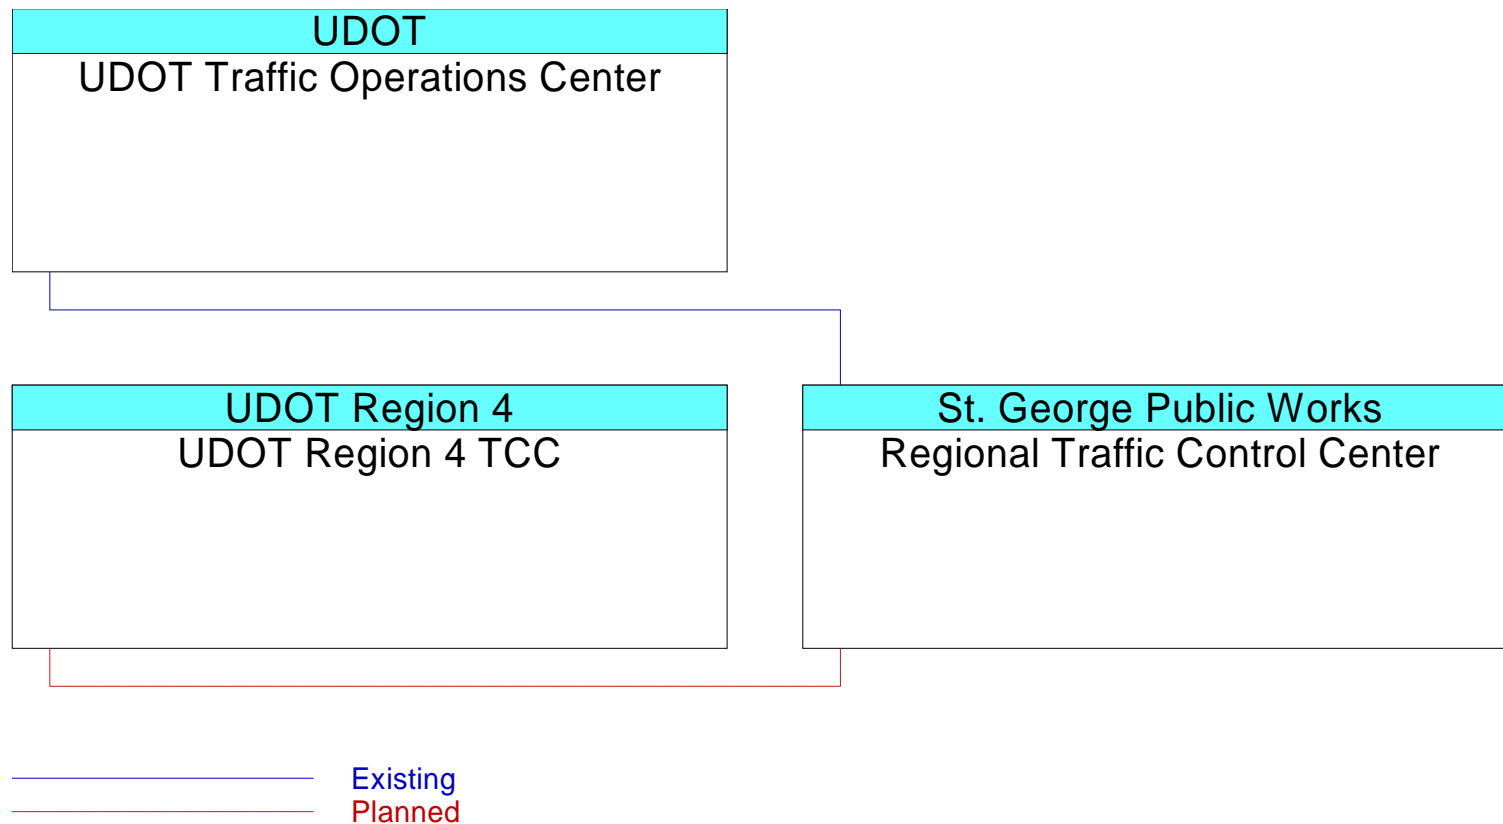 UDOT
UDOT Traffic Operations Center
UDOT Region 4
UDOT Region 4 TCC
St. George Public Works
Regional Traffic Control Center
Existing
Planned